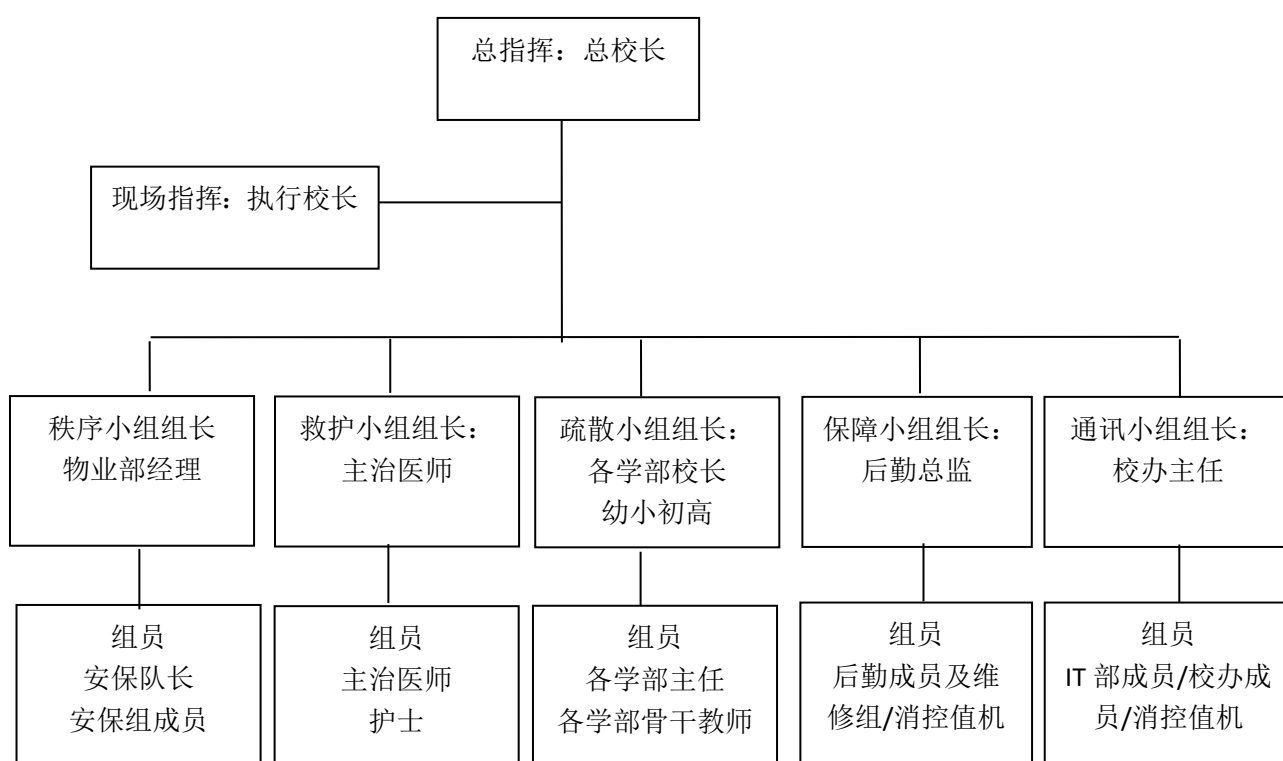 总指挥：总校长
现场指挥：执行校长
秩序小组组长
物业部经理
救护小组组长：
主治医师
疏散小组组长：
各学部校长
幼小初高
保障小组组长：
后勤总监
通讯小组组长：
校办主任
组员
安保队长
安保组成员
组员
主治医师
护士
组员
各学部主任
各学部骨干教师
组员
后勤成员及维
修组/消控值机
组员
IT 部成员/校办成
员/消控值机